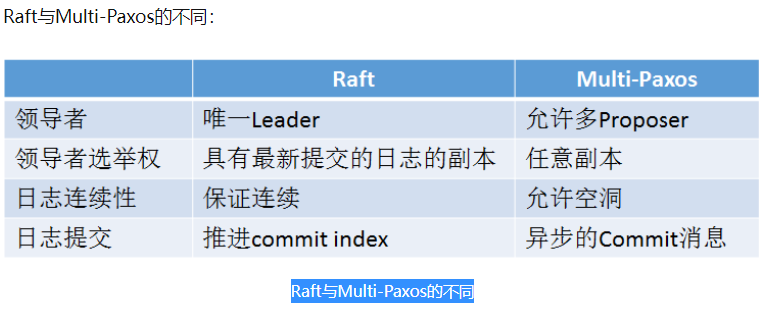 Raft与Multi-Paxos的不同：
Raft Multi-Paxos
领导者 唯一Leader 允许多Proposer
领导者选举权 具有最新提交的日志的副本 任意副本
日志连续性 保证连续 允许空洞
日志提交 推进commit index 异步的Commit消息
Raft与Multi-Paxos的不同